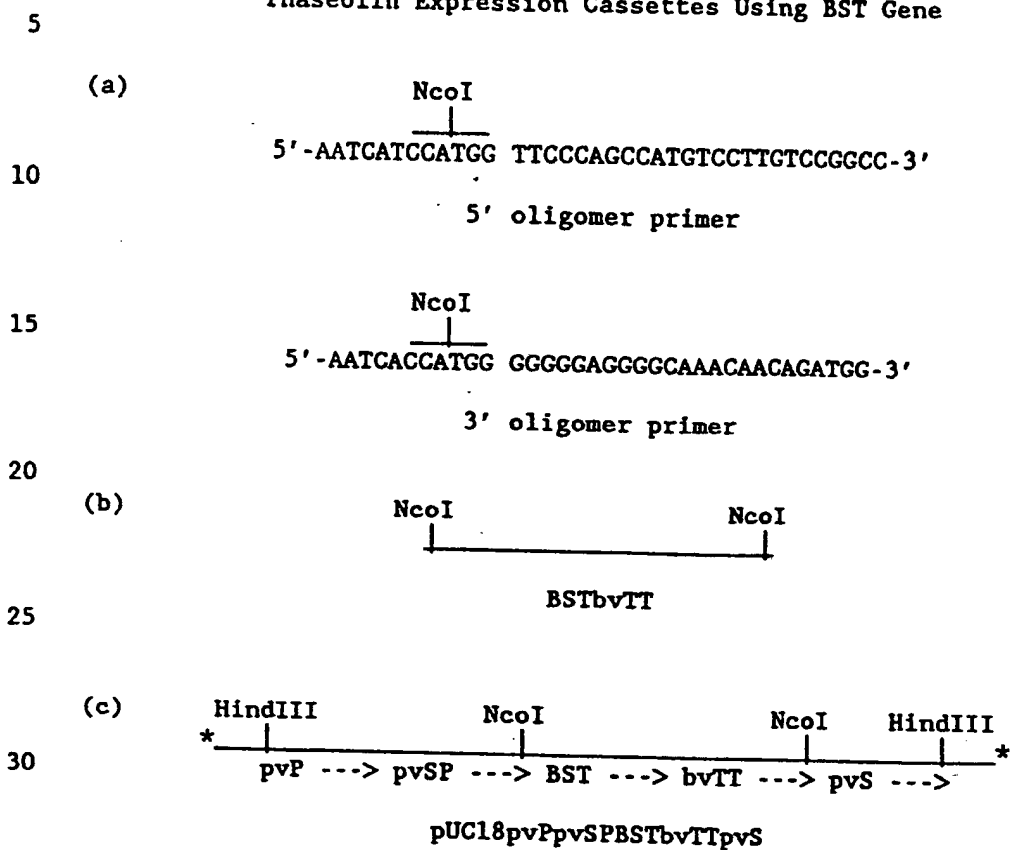 Phaseolin Expression Cassettes Using BST Gene
5
(a)
NcoI
5'-AATCATCCATGG TTCCCAGCCATGTCCTTGTCCGGCC-3'
10
5' oligomer primer
NcoI
15
5'-AATCACCATGG GGGGGAGGGGCAAACAACAGATGG-3'
3' oligomer primer
20
(b)
NcoI NcoI
BSTbvTT
25
(c) HindIII NcoI NcoI HindIII
* *
30
pvP ---> pvSP ---> BST ---> bvTT ---> pvS --->
pUC18pvPpvSPBSTbvTTpvS